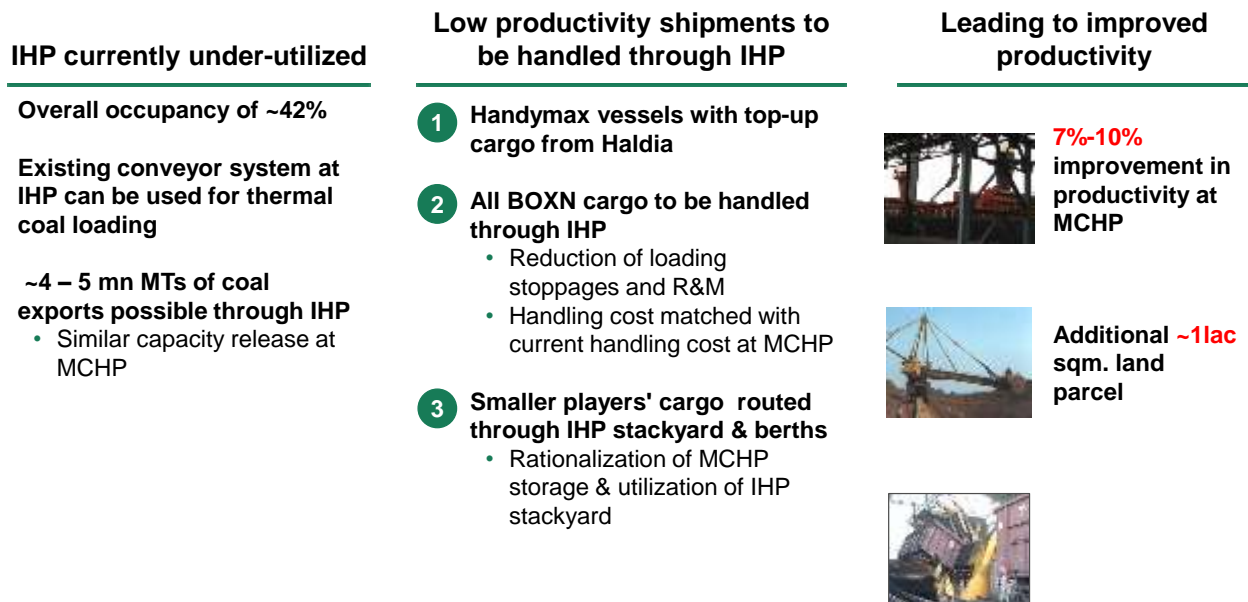 IHP currently under-utilized
Overall occupancy of ~42%
Existing conveyor system at
IHP can be used for thermal
coal loading
~4 – 5 mn MTs of coal
exports possible through IHP
• Similar capacity release at
MCHP
Low productivity shipments to
be handled through IHP
1 Handymax vessels with top-up
cargo from Haldia
2 All BOXN cargo to be handled
through IHP
• Reduction of loading
stoppages and R&M
• Handling cost matched with
current handling cost at MCHP
3 Smaller players' cargo routed
through IHP stackyard & berths
• Rationalization of MCHP
storage & utilization of IHP
stackyard
Leading to improved
productivity
7%-10%
improvement in
productivity at
MCHP
Additional ~1lac
sqm. land
parcel